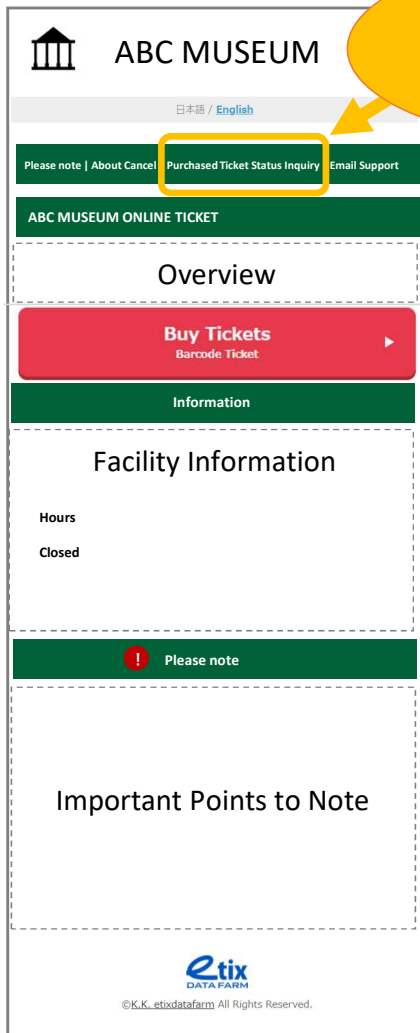 ABC MUSEUM
日本語 / English
Please note | About Cancel Purchased Ticket Status Inquiry Email Support
ABC MUSEUM ONLINE TICKET
Overview
Buy Tickets
Barcode Ticket
Information
Facility Information
Hours
Closed
! Please note
Important Points to Note
etix
DATA FARM
©K.K. etixdatafarm All Rights Reserved.